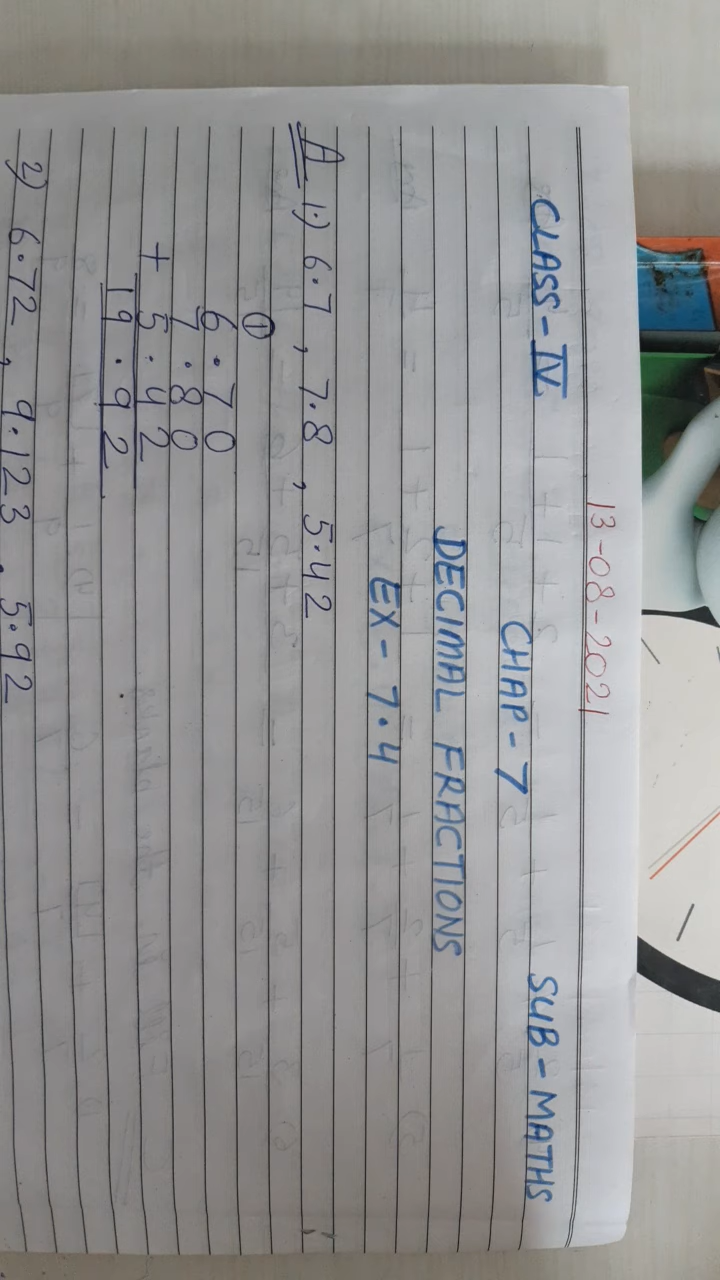 13-08-2021
CLASS-IV CHAP-7 SUB-MATHS
DECIMAL FRACTIONS
EX-7.4
A 1.) 6.7, 7.8, 5.42
1
6.70
7.80
+ 5.42
19.92
2) 6.72, 9.123, 5.92